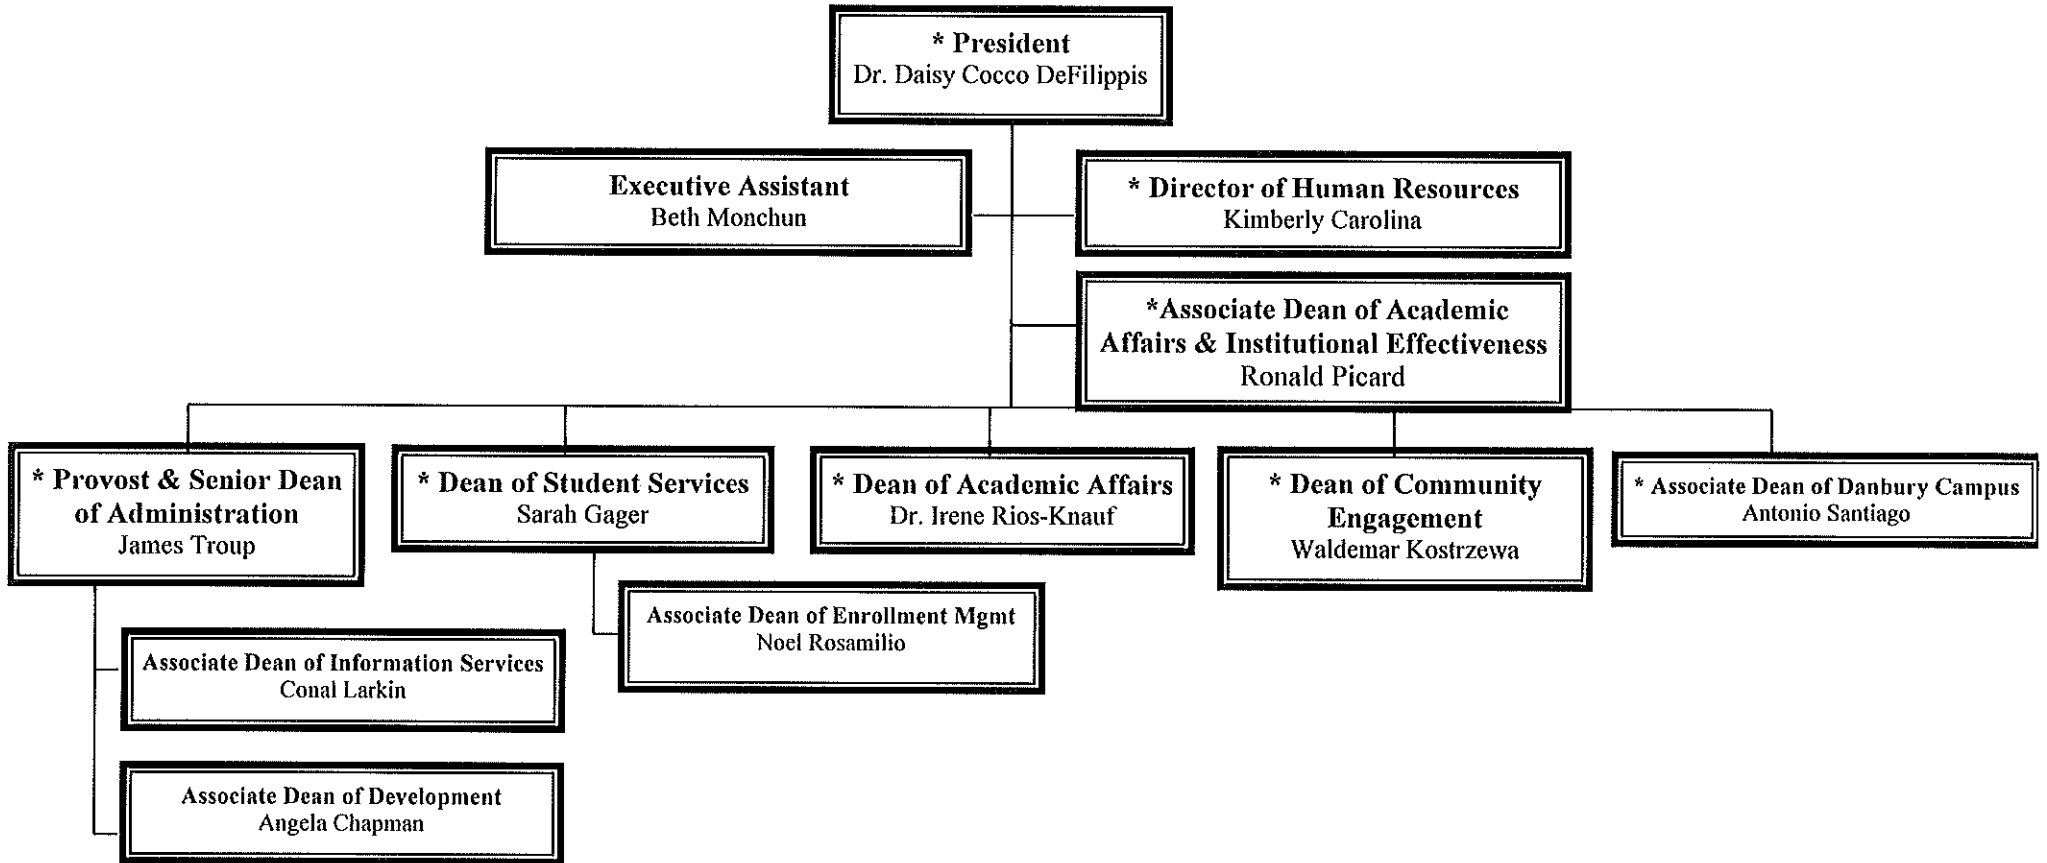 * President
Dr. Daisy Cocco DeFilippis
Executive Assistant
Beth Monchun
* Director of Human Resources
Kimberly Carolina
*Associate Dean of Academic
Affairs & Institutional Effectiveness
Ronald Picard
* Provost & Senior Dean
of Administration
James Troup
* Dean of Student Services
Sarah Gager
* Dean of Academic Affairs
Dr. Irene Rios-Knauf
* Dean of Community
Engagement
Waldemar Kostrzewa
* Associate Dean of Danbury Campus
Antonio Santiago
Associate Dean of Enrollment Mgmt
Noel Rosamilio
Associate Dean of Information Services
Conal Larkin
Associate Dean of Development
Angela Chapman